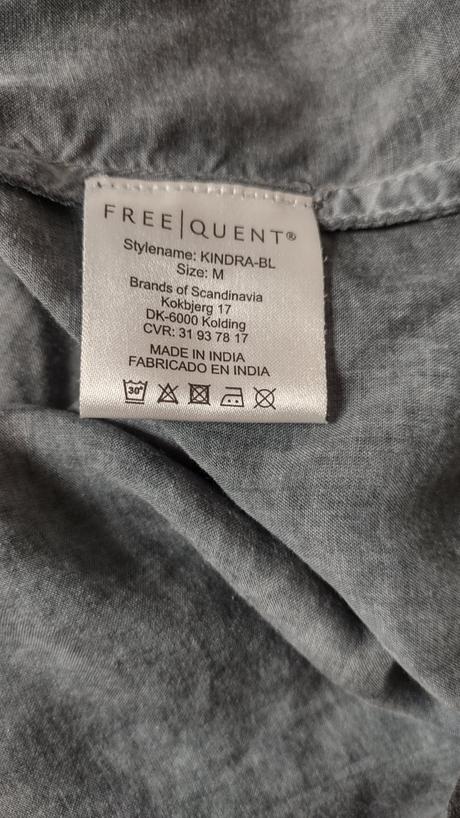 FREE|QUENT®
Stylename: KINDRA-BL
Size: M
Brands of Scandinavia
Kokbjerg 17
DK-6000 Kolding
CVR: 31 93 78 17
MADE IN INDIA
FABRICADO EN INDIA
30°